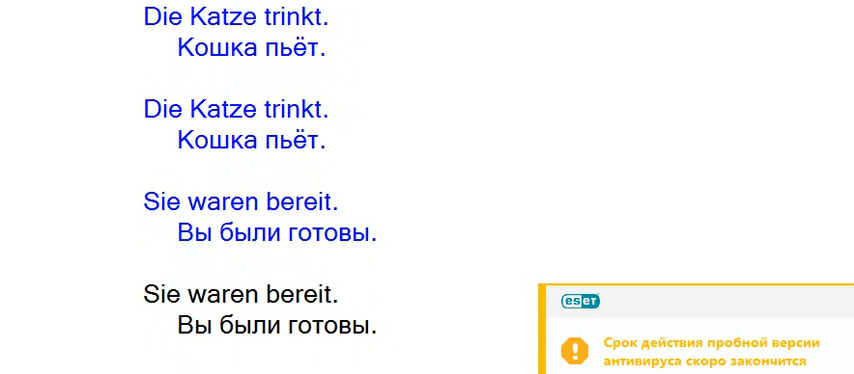 Die Katze trinkt.
Кошка пьёт.
Die Katze trinkt.
Кошка пьёт.
Sie waren bereit.
Вы были готовы.
Sie waren bereit.
Вы были готовы.
eset
Срок действия пробной версии
антивируса скоро закончится